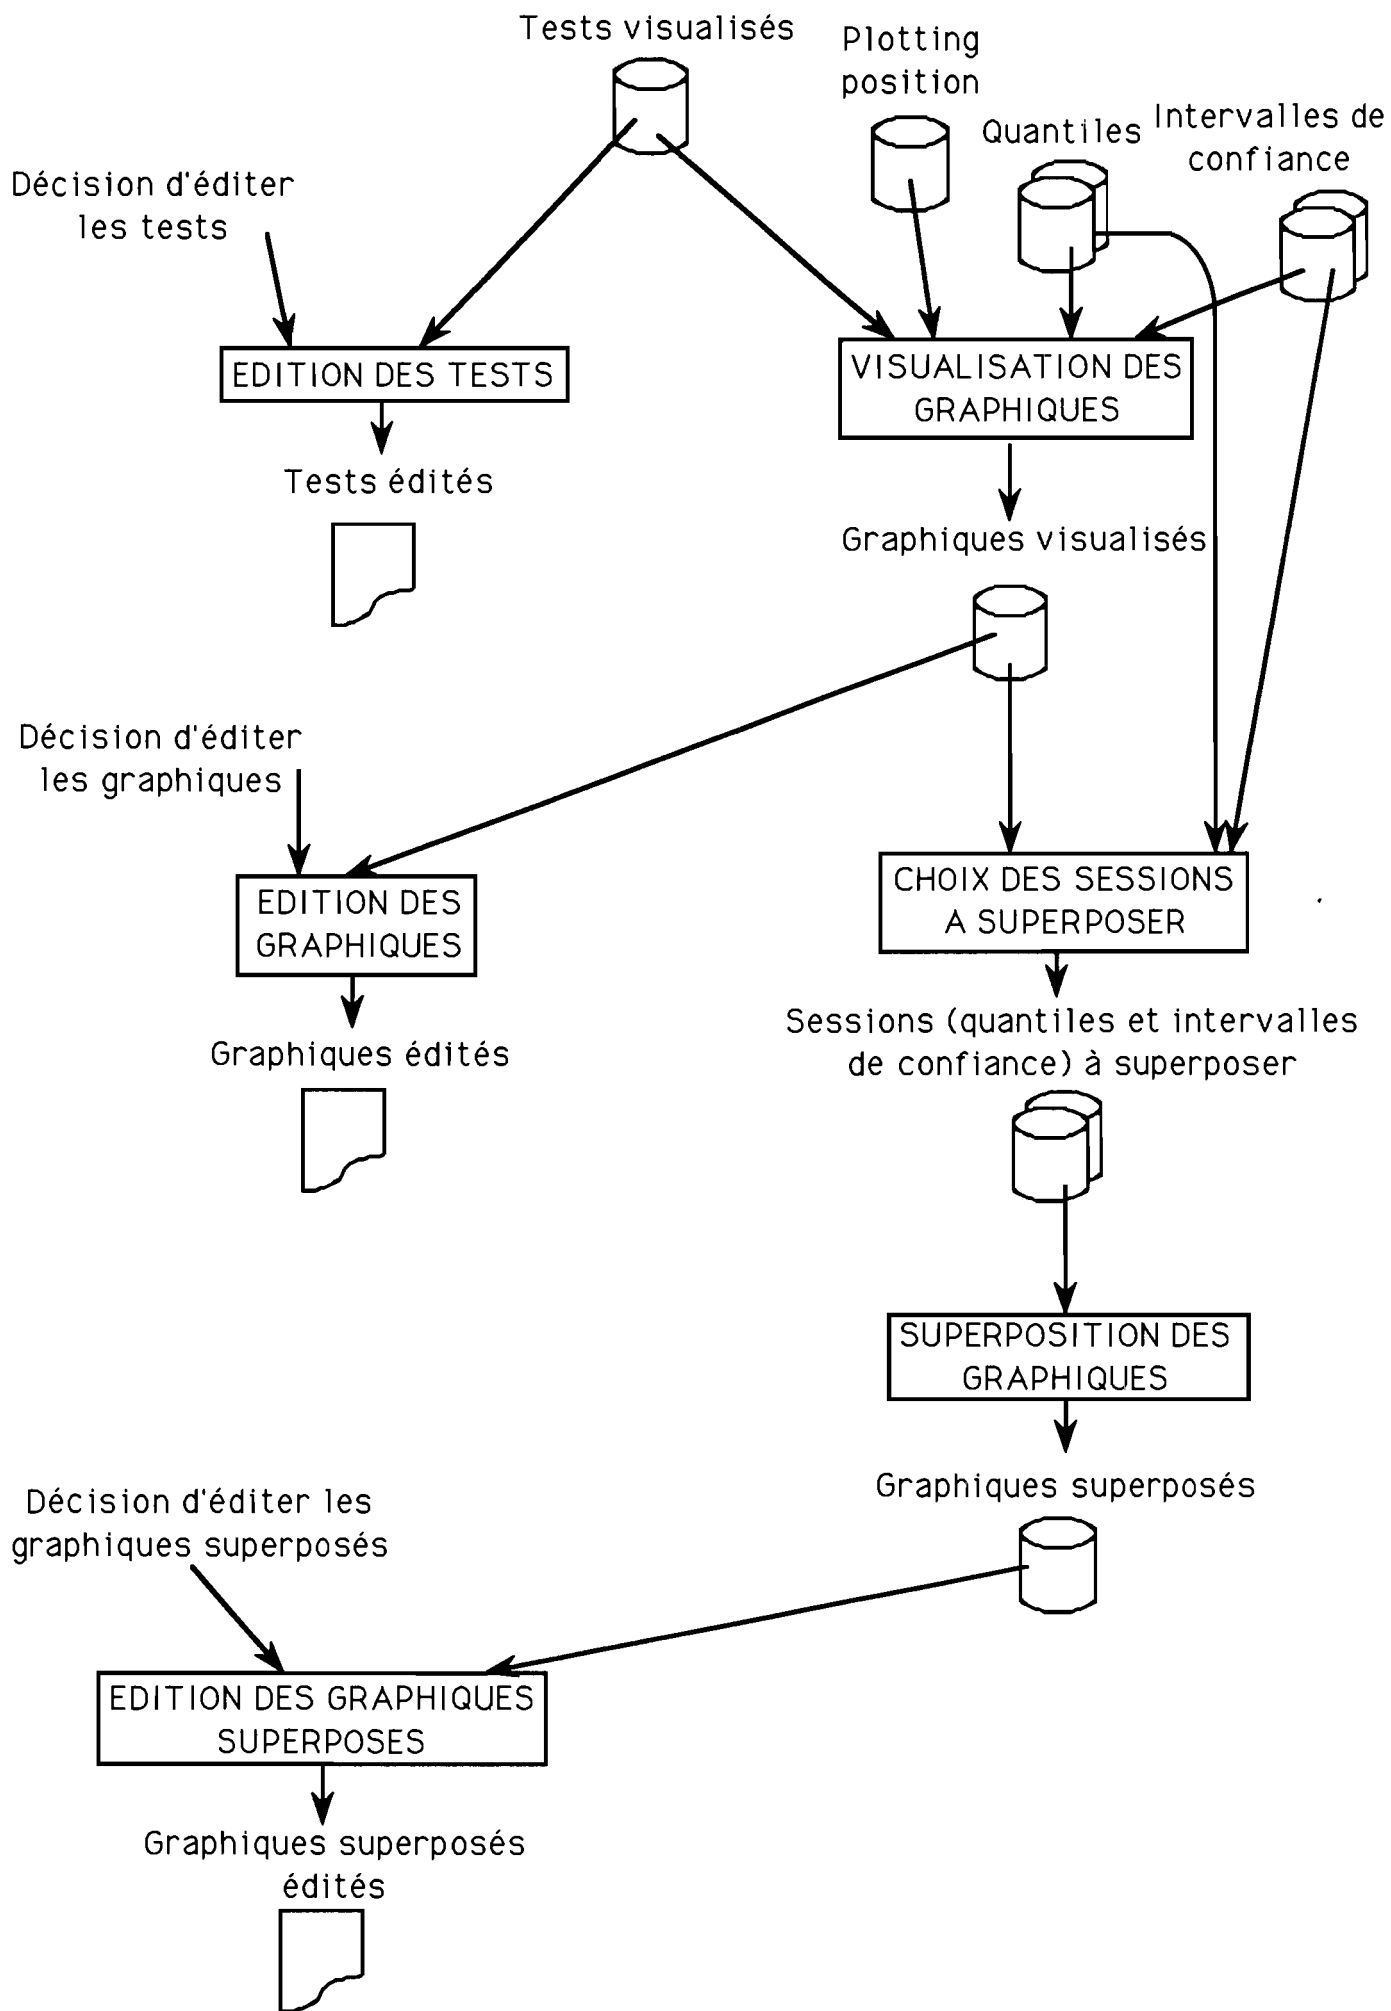 Tests visualisés
Plotting
position
Quantiles
Intervalles de
confiance
Décision d'éditer
les tests
EDITION DES TESTS
VISUALISATION DES
GRAPHIQUES
Tests édités
Graphiques visualisés
Décision d'éditer
les graphiques
EDITION DES
GRAPHIQUES
CHOIX DES SESSIONS
A SUPERPOSER
Graphiques édités
Sessions (quantiles et intervalles
de confiance) à superposer
SUPERPOSITION DES
GRAPHIQUES
Graphiques superposés
Décision d'éditer les
graphiques superposés
EDITION DES GRAPHIQUES
SUPERPOSES
Graphiques superposés
édités